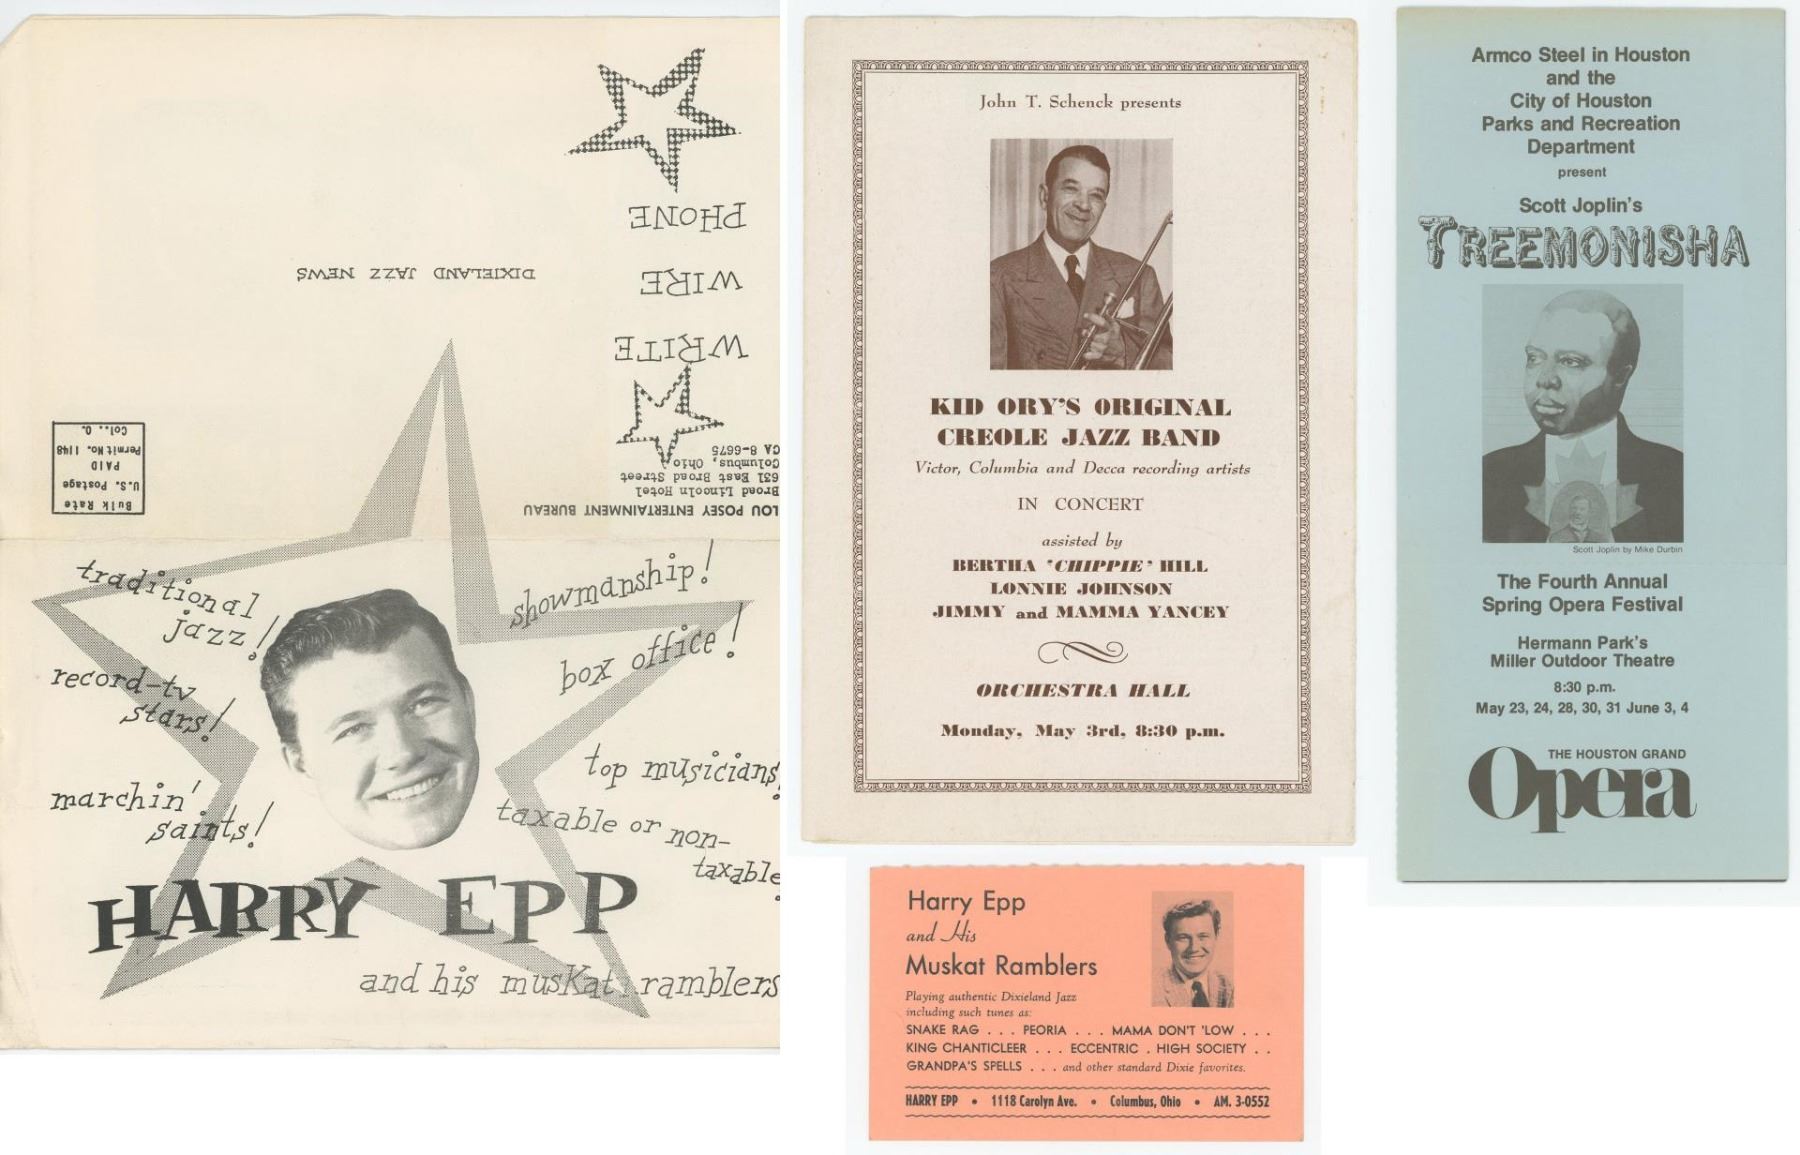 PHONE
WIRE
WRITE
DIXIELAND JAZZ NEWS
Bulk Rate
U.S. Postage
PAID
Permit No. 1148
Col., O.
LOU POSEY ENTERTAINMENT BUREAU
Broad Lincoln Hotel
631 East Broad Street
Columbus, Ohio
CA 8-6675
traditional
jazz!
record-tv
stars!
marchin'
saints!
showmanship!
box office!
top musicians!
taxable or non-
taxable
HARRY EPP
and his musKat ramblers
John T. Schenck presents
KID ORY'S ORIGINAL
CREOLE JAZZ BAND
Victor, Columbia and Decca recording artists
IN CONCERT
assisted by
BERTHA 'CHIPPIE' HILL
LONNIE JOHNSON
JIMMY and MAMMA YANCEY
ORCHESTRA HALL
Monday, May 3rd, 8:30 p.m.
Harry Epp
and His
Muskat Ramblers
Playing authentic Dixieland Jazz
including such tunes as:
SNAKE RAG . . . PEORIA . . . MAMA DON'T 'LOW . . .
KING CHANTICLEER . . . ECCENTRIC . HIGH SOCIETY . .
GRANDPA'S SPELLS . . . and other standard Dixie favorites.
HARRY EPP • 1118 Carolyn Ave. • Columbus, Ohio • AM. 3-0552
Armco Steel in Houston
and the
City of Houston
Parks and Recreation
Department
present
Scott Joplin's
TREEMONISHA
Scott Joplin by Mike Durbin
The Fourth Annual
Spring Opera Festival
Hermann Park's
Miller Outdoor Theatre
8:30 p.m.
May 23, 24, 28, 30, 31 June 3, 4
THE HOUSTON GRAND
Opera